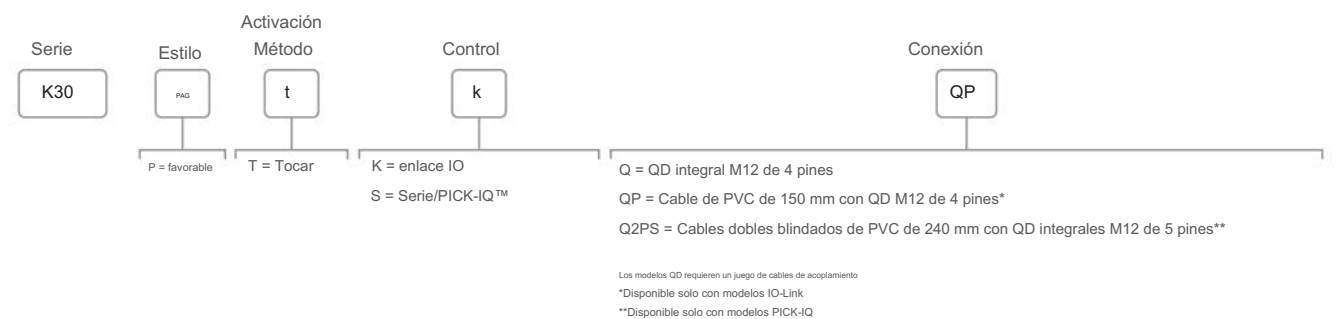 Serie
Estilo
Activación
Método
Control
Conexión
K30
PAG
t
k
QP
P = favorable
T = Tocar
K = enlace IO
S = Serie/PICK-IQ™
Q = QD integral M12 de 4 pines
QP = Cable de PVC de 150 mm con QD M12 de 4 pines*
Q2PS = Cables dobles blindados de PVC de 240 mm con QD integrales M12 de 5 pines**
Los modelos QD requieren un juego de cables de acoplamiento
*Disponible solo con modelos IO-Link
**Disponible solo con modelos PICK-IQ